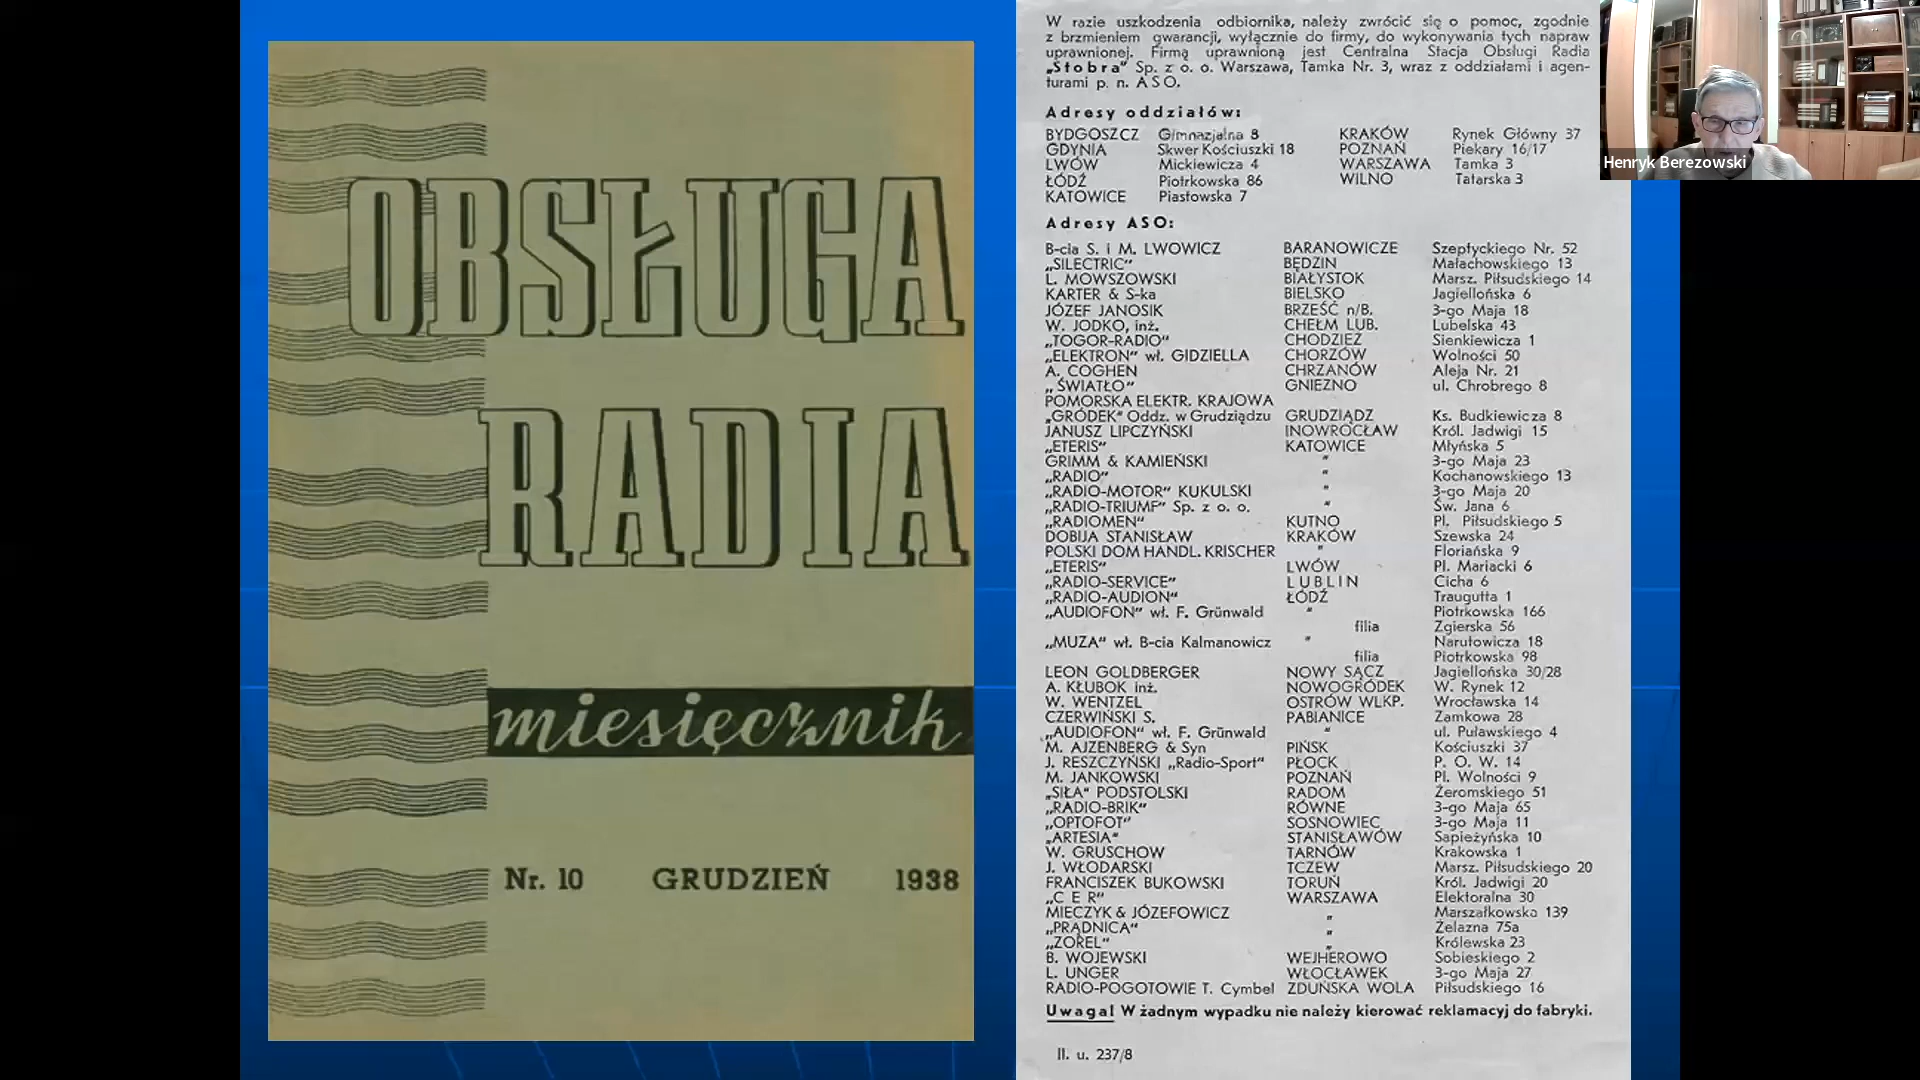 OBSŁUGA
RADIA
miesięcznik
Nr. 10 GRUDZIEŃ 1938
W razie uszkodzenia odbiornika, należy zwrócić się o pomoc, zgodnie
z brzmieniem gwarancji, wyłącznie do firmy, do wykonywania tych napraw
uprawnionej. Firmą uprawnioną jest Centralna Stacja Obsługi Radia
„Stobra" Sp. z o. o. Warszawa, Tamka Nr. 3, wraz z oddziałami i agen-
turami p. n. ASO.
Adresy oddziałów:
BYDGOSZCZ Gimnazjalna 8 KRAKÓW Rynek Główny 37
GDYNIA Skwer Kościuszki 18 POZNAŃ Piekary 16/17
LWÓW Mickiewicza 4 WARSZAWA Tamka 3
ŁÓDŹ Piotrkowska 86 WILNO Tatarska 3
KATOWICE Piastowska 7
Adresy ASO:
B-cia S. i M. LWOWICZ BARANOWICZE Szeptyckiego Nr. 52
„SILECTRIC" BĘDZIN Małachowskiego 13
L. MOWSZOWSKI BIAŁYSTOK Marsz. Piłsudskiego 14
KARTER & S-ka BIELSKO Jagiellońska 6
JÓZEF JANOSIK BRZEŚĆ n/B. 3-go Maja 18
W. JODKO, inż. CHEŁM LUB. Lubelska 43
„TOGOR-RADIO" CHODZIEŻ Sienkiewicza 1
„ELEKTRON" wł. GIDZIELLA CHORZÓW Wolności 50
A. COGHEN CHRZANÓW Aleja Nr. 21
„ŚWIATŁO" GNIEZNO ul. Chrobrego 8
POMORSKA ELEKTR. KRAJOWA
„GRÓDEK" Oddz. w Grudziądzu GRUDZIĄDZ Ks. Budkiewicza 8
JANUSZ LIPCZYŃSKI INOWROCŁAW Król. Jadwigi 15
„ETERIS" KATOWICE Młyńska 5
GRIMM & KAMIEŃSKI " 3-go Maja 23
„RADIO" " Kochanowskiego 13
„RADIO-MOTOR" KUKULSKI " 3-go Maja 20
„RADIO-TRIUMF" Sp. z o. o. " Św. Jana 6
„RADIOMEN" KUTNO Pl. Piłsudskiego 5
DOBIJA STANISŁAW KRAKÓW Szewska 24
POLSKI DOM HANDL. KRISCHER " Floriańska 9
„ETERIS" LWÓW Pl. Mariacki 6
„RADIO-SERVICE" LUBLIN Cicha 6
„RADIO-AUDION" ŁÓDŹ Traugutta 1
„AUDIOFON" wł. F. Grünwald " Piotrkowska 166
filia Zgierska 56
„MUZA" wł. B-cia Kalmanowicz " Narutowicza 18
filia Piotrkowska 98
LEON GOLDBERGER NOWY SĄCZ Jagiellońska 30/28
A. KŁUBOK inż. NOWOGRÓDEK W. Rynek 12
W. WENTZEL OSTRÓW WLKP. Wrocławska 14
CZERWIŃSKI S. PABIANICE Zamkowa 28
„AUDIOFON" wł. F. Grünwald " ul. Puławskiego 4
M. AJZENBERG & Syn PIŃSK Kościuszki 37
J. RESZCZYŃSKI „Radio-Sport" PŁOCK P. O. W. 14
M. JANKOWSKI POZNAŃ Pl. Wolności 9
„SIŁA" PODSTOLSKI RADOM Żeromskiego 51
„RADIO-BRIK" RÓWNE 3-go Maja 65
„OPTOFOT" SOSNOWIEC 3-go Maja 11
„ARTESIA" STANISŁAWÓW Sapieżyńska 10
W. GRUSCHOW TARNÓW Krakowska 1
J. WŁODARSKI TCZEW Marsz. Piłsudskiego 20
FRANCISZEK BUKOWSKI TORUŃ Król. Jadwigi 20
„C E R" WARSZAWA Elektoralna 30
MIECZYK & JÓZEFOWICZ " Marszałkowska 139
„PRĄDNICA" " Żelazna 75a
„ZOREL" " Królewska 23
B. WOJEWSKI WEJHEROWO Sobieskiego 2
L. UNGER WŁOCŁAWEK 3-go Maja 27
RADIO-POGOTOWIE T. Cymbel ZDUŃSKA WOLA Piłsudskiego 16
Uwaga! W żadnym wypadku nie należy kierować reklamacyj do fabryki.
II. u. 237/8
Henryk Berezowski